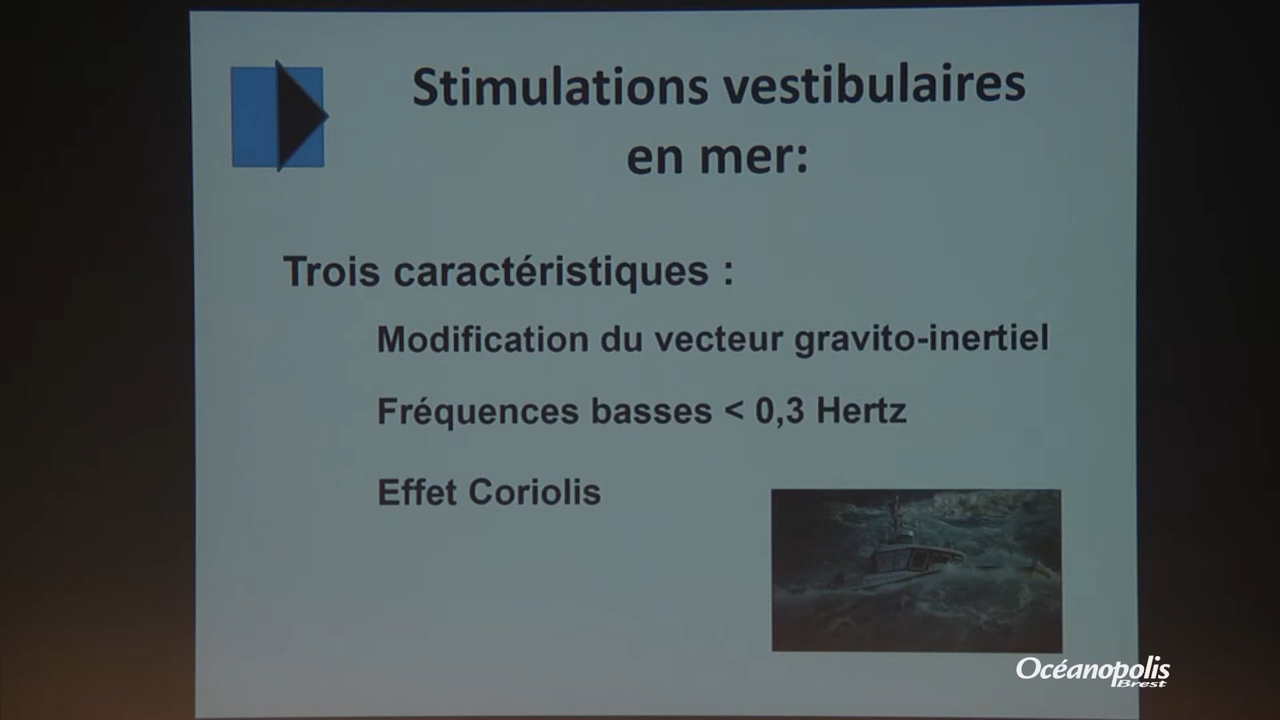 Stimulations vestibulaires
en mer:
Trois caractéristiques :
Modification du vecteur gravito-inertiel
Fréquences basses < 0,3 Hertz
Effet Coriolis
Océanopolis
Brest